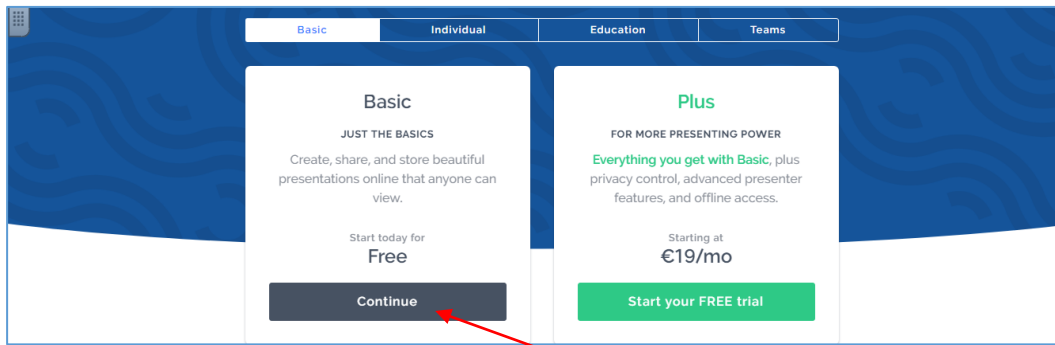 Basic
Individual
Education
Teams
Basic
JUST THE BASICS
Create, share, and store beautiful
presentations online that anyone can
view.
Start today for
Free
Continue
Plus
FOR MORE PRESENTING POWER
Everything you get with Basic, plus
privacy control, advanced presenter
features, and offline access.
Starting at
€19/mo
Start your FREE trial